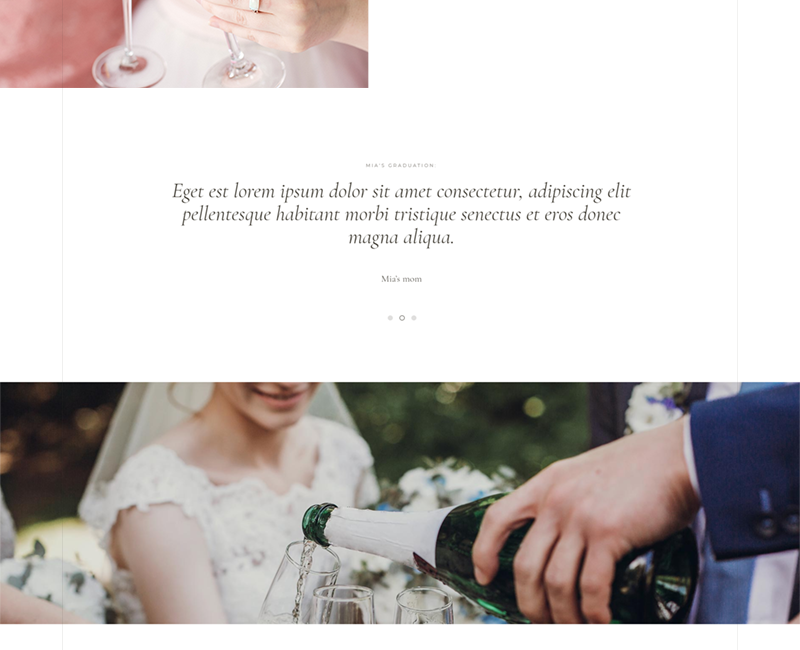 MIA'S GRADUATION
Eget est lorem ipsum dolor sit amet consectetur, adipiscing elit
pellentesque habitant morbi tristique senectus et eros donec
magna aliqua.
Mia's mom